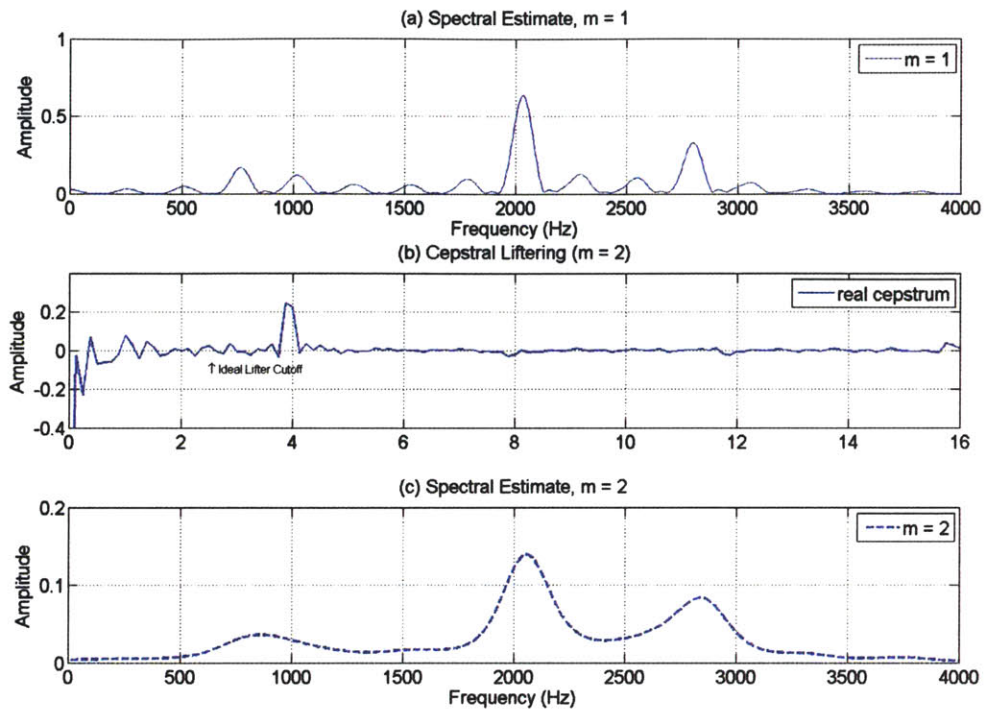 (a) Spectral Estimate, m = 1
1
0.5
0
Amplitude
m = 1
0 500 1000 1500 2000 2500 3000 3500 4000
Frequency (Hz)
(b) Cepstral Liftering (m = 2)
0.2
0
-0.2
-0.4
Amplitude
real cepstrum
↑ Ideal Lifter Cutoff
0 2 4 6 8 10 12 14 16
(c) Spectral Estimate, m = 2
0.2
0.1
0
Amplitude
m = 2
0 500 1000 1500 2000 2500 3000 3500 4000
Frequency (Hz)